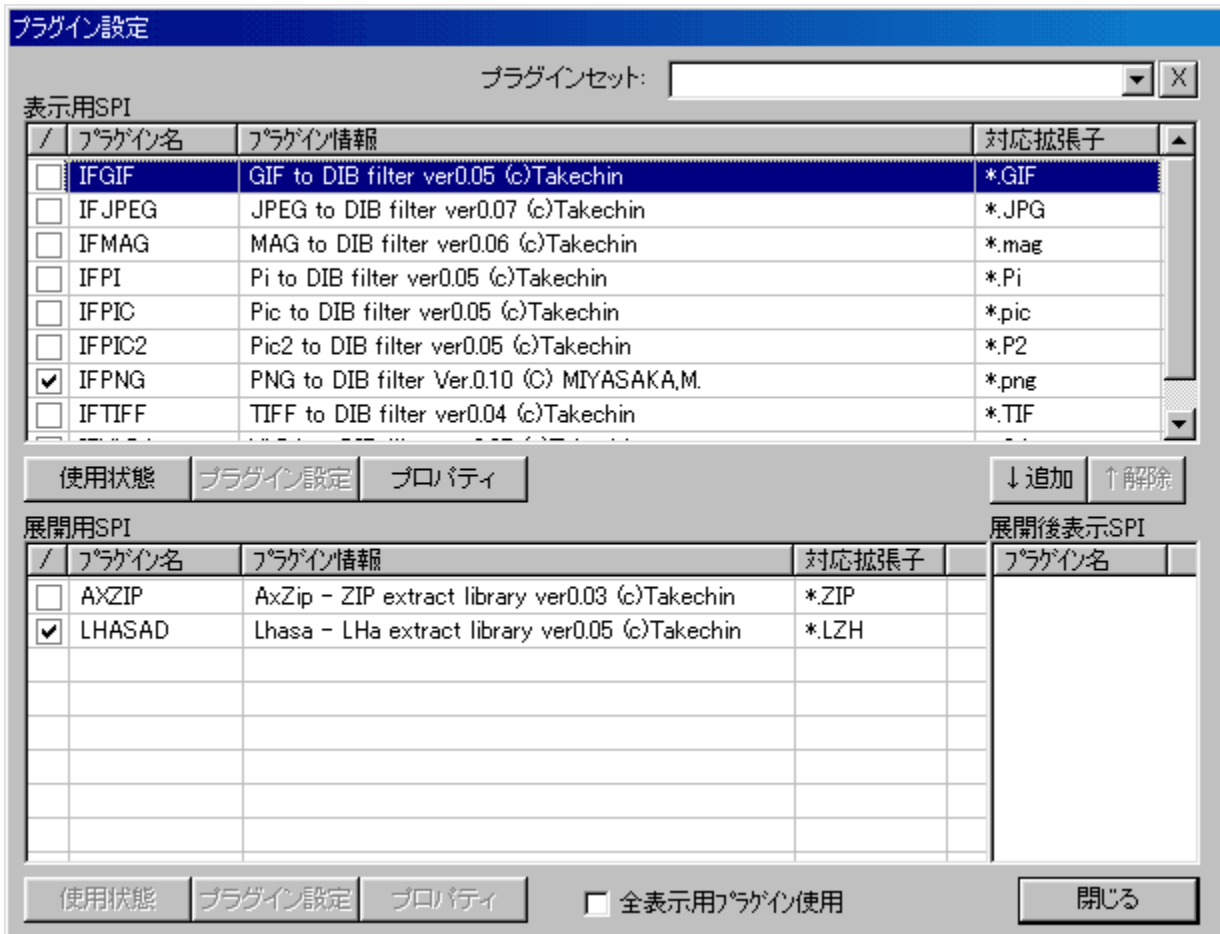 プラグイン設定
プラグインセット:
X
表示用SPI
/ プラグイン名 プラグイン情報 対応拡張子
IFGIF GIF to DIB filter ver0.05 (c)Takechin *.GIF
IFJPEG JPEG to DIB filter ver0.07 (c)Takechin *.JPG
IFMAG MAG to DIB filter ver0.06 (c)Takechin *.mag
IFPI Pi to DIB filter ver0.05 (c)Takechin *.Pi
IFPIC Pic to DIB filter ver0.05 (c)Takechin *.pic
IFPIC2 Pic2 to DIB filter ver0.05 (c)Takechin *.P2
IFPNG PNG to DIB filter Ver.0.10 (C) MIYASAKA,M. *.png
IFTIFF TIFF to DIB filter ver0.04 (c)Takechin *.TIF
使用状態 プラグイン設定 プロパティ ↓追加 ↑解除
展開用SPI 展開後表示SPI
/ プラグイン名 プラグイン情報 対応拡張子 プラグイン名
AXZIP AxZip - ZIP extract library ver0.03 (c)Takechin *.ZIP
LHASAD Lhasa - LHa extract library ver0.05 (c)Takechin *.LZH
使用状態 プラグイン設定 プロパティ 全表示用プラグイン使用 閉じる